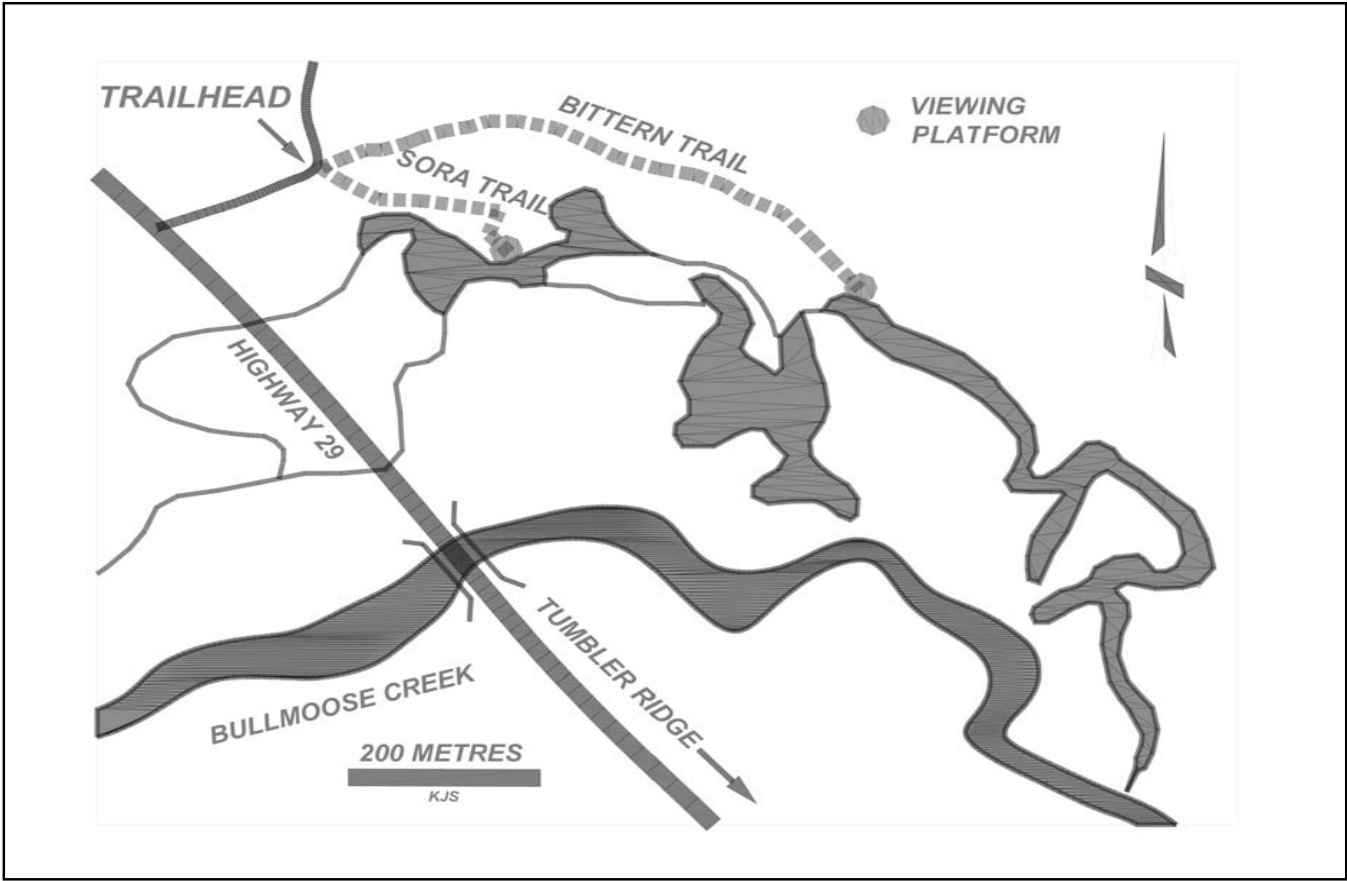 TRAILHEAD
BITTERN TRAIL
VIEWING
PLATFORM
SORA TRAIL
HIGHWAY 29
TUMBLER RIDGE
BULLMOOSE CREEK
200 METRES
KJS